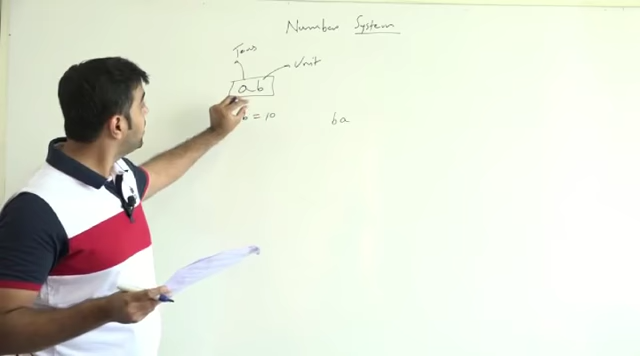 Number System
Tens
Unit
ab
b = 10
ba